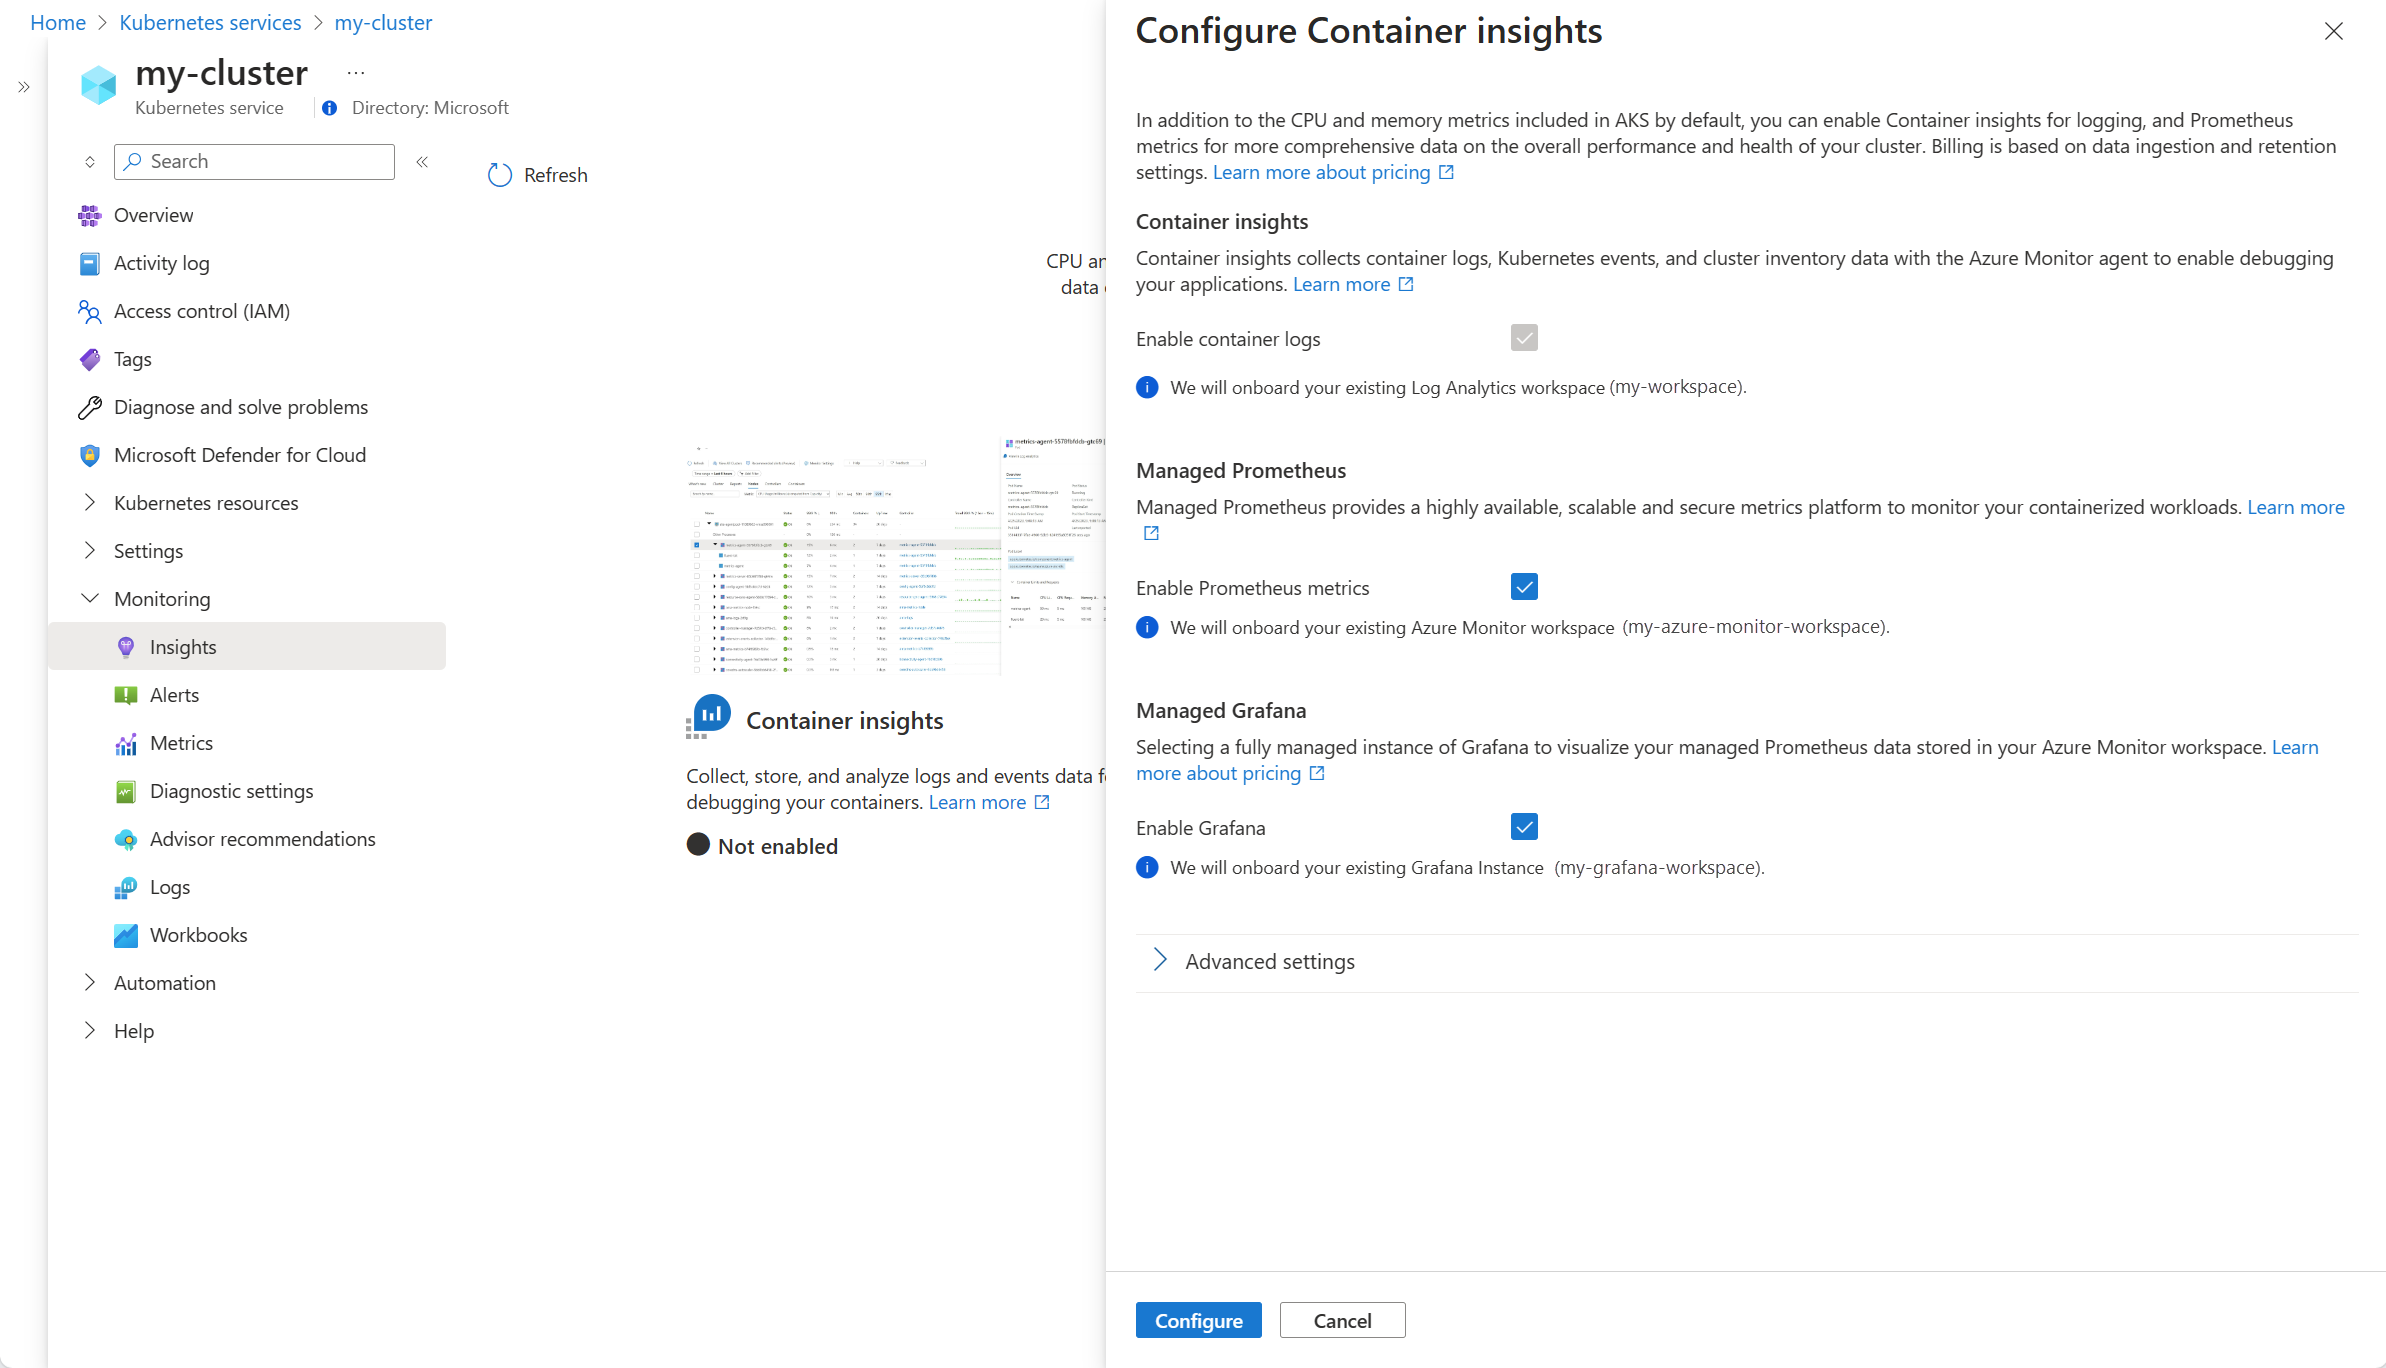 Home > Kubernetes services > my-cluster
my-cluster ...
Kubernetes service
Directory: Microsoft
Search
Refresh
Overview
Activity log
Access control (IAM)
Tags
Diagnose and solve problems
Microsoft Defender for Cloud
Kubernetes resources
Settings
Monitoring
Insights
Alerts
Metrics
Diagnostic settings
Advisor recommendations
Logs
Workbooks
Automation
Help
CPU an
data
metrics-agent-5578fbfdcb-gtc69
Container insights
Collect, store, and analyze logs and events data f
debugging your containers. Learn more
Not enabled
Configure Container insights
In addition to the CPU and memory metrics included in AKS by default, you can enable Container insights for logging, and Prometheus
metrics for more comprehensive data on the overall performance and health of your cluster. Billing is based on data ingestion and retention
settings. Learn more about pricing
Container insights
Container insights collects container logs, Kubernetes events, and cluster inventory data with the Azure Monitor agent to enable debugging
your applications. Learn more
Enable container logs
We will onboard your existing Log Analytics workspace (my-workspace).
Managed Prometheus
Managed Prometheus provides a highly available, scalable and secure metrics platform to monitor your containerized workloads. Learn more
Enable Prometheus metrics
We will onboard your existing Azure Monitor workspace (my-azure-monitor-workspace).
Managed Grafana
Selecting a fully managed instance of Grafana to visualize your managed Prometheus data stored in your Azure Monitor workspace. Learn
more about pricing
Enable Grafana
We will onboard your existing Grafana Instance (my-grafana-workspace).
Advanced settings
Configure
Cancel